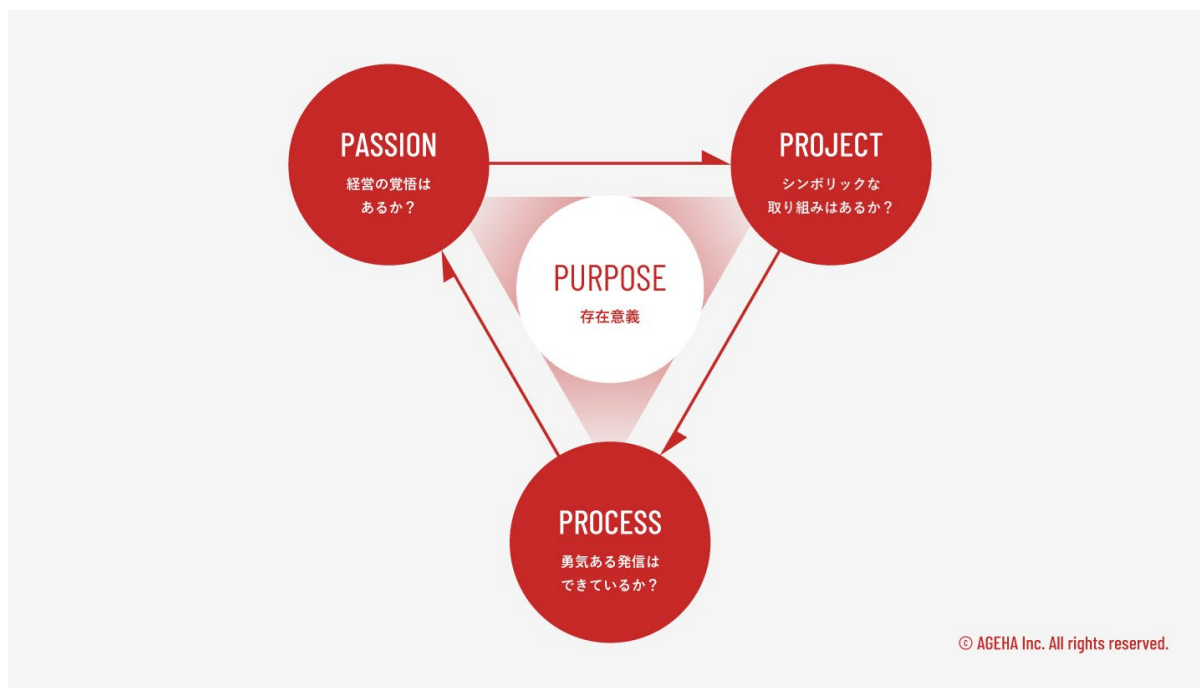 PASSION
経営の覚悟は
あるか？
PROJECT
シンボリックな
取り組みはあるか？
PURPOSE
存在意義
PROCESS
勇気ある発信は
できているか？
© AGEHA Inc. All rights reserved.